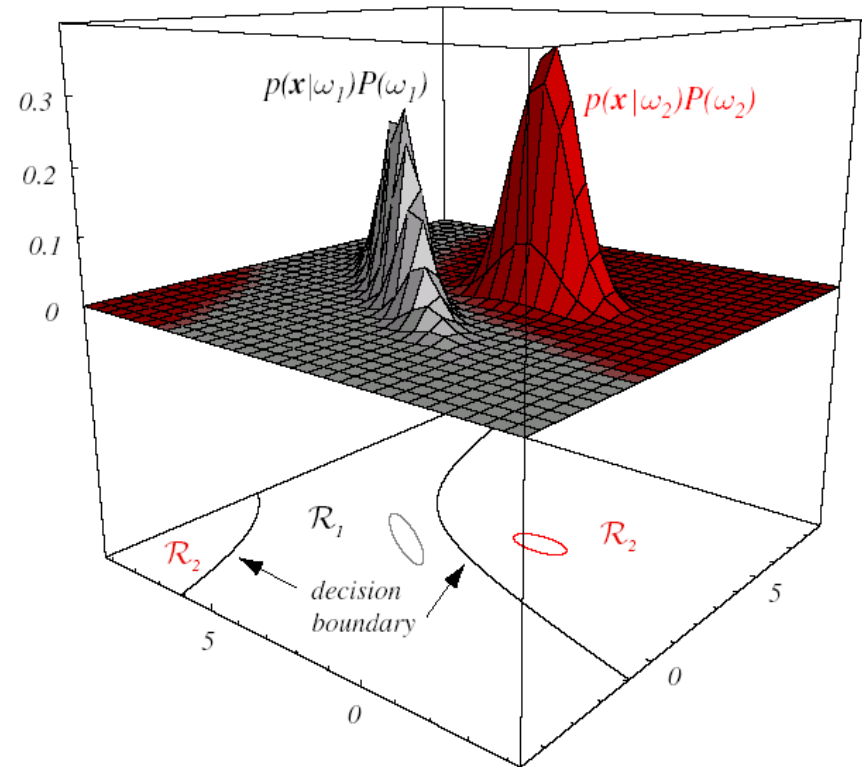 p(x|ω₁)P(ω₁)
p(x|ω₂)P(ω₂)
0.3
0.2
0.1
0
R₁
R₂
R₂
decision
boundary
5
0
5
0